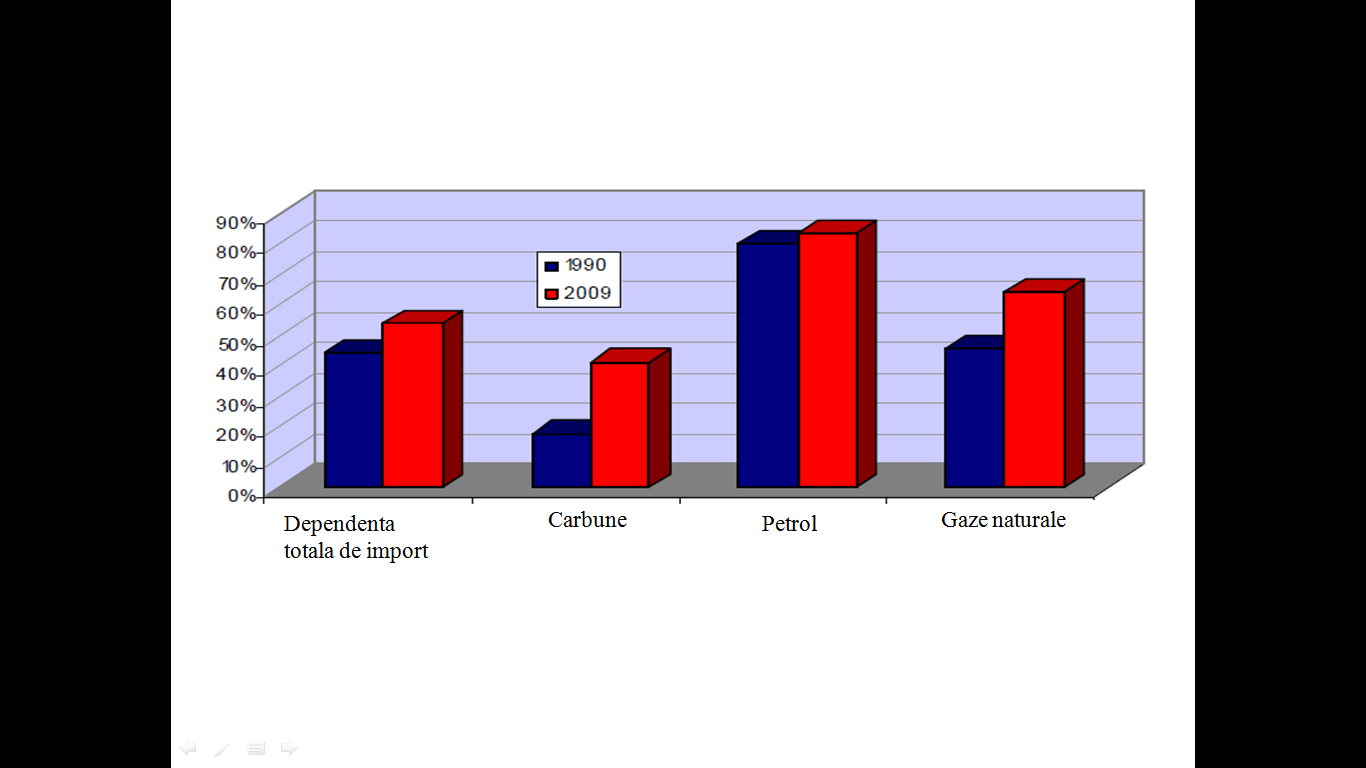 90%
80%
70%
60%
50%
40%
30%
20%
10%
0%
1990
2009
Dependenta
totala de import
Carbune
Petrol
Gaze naturale